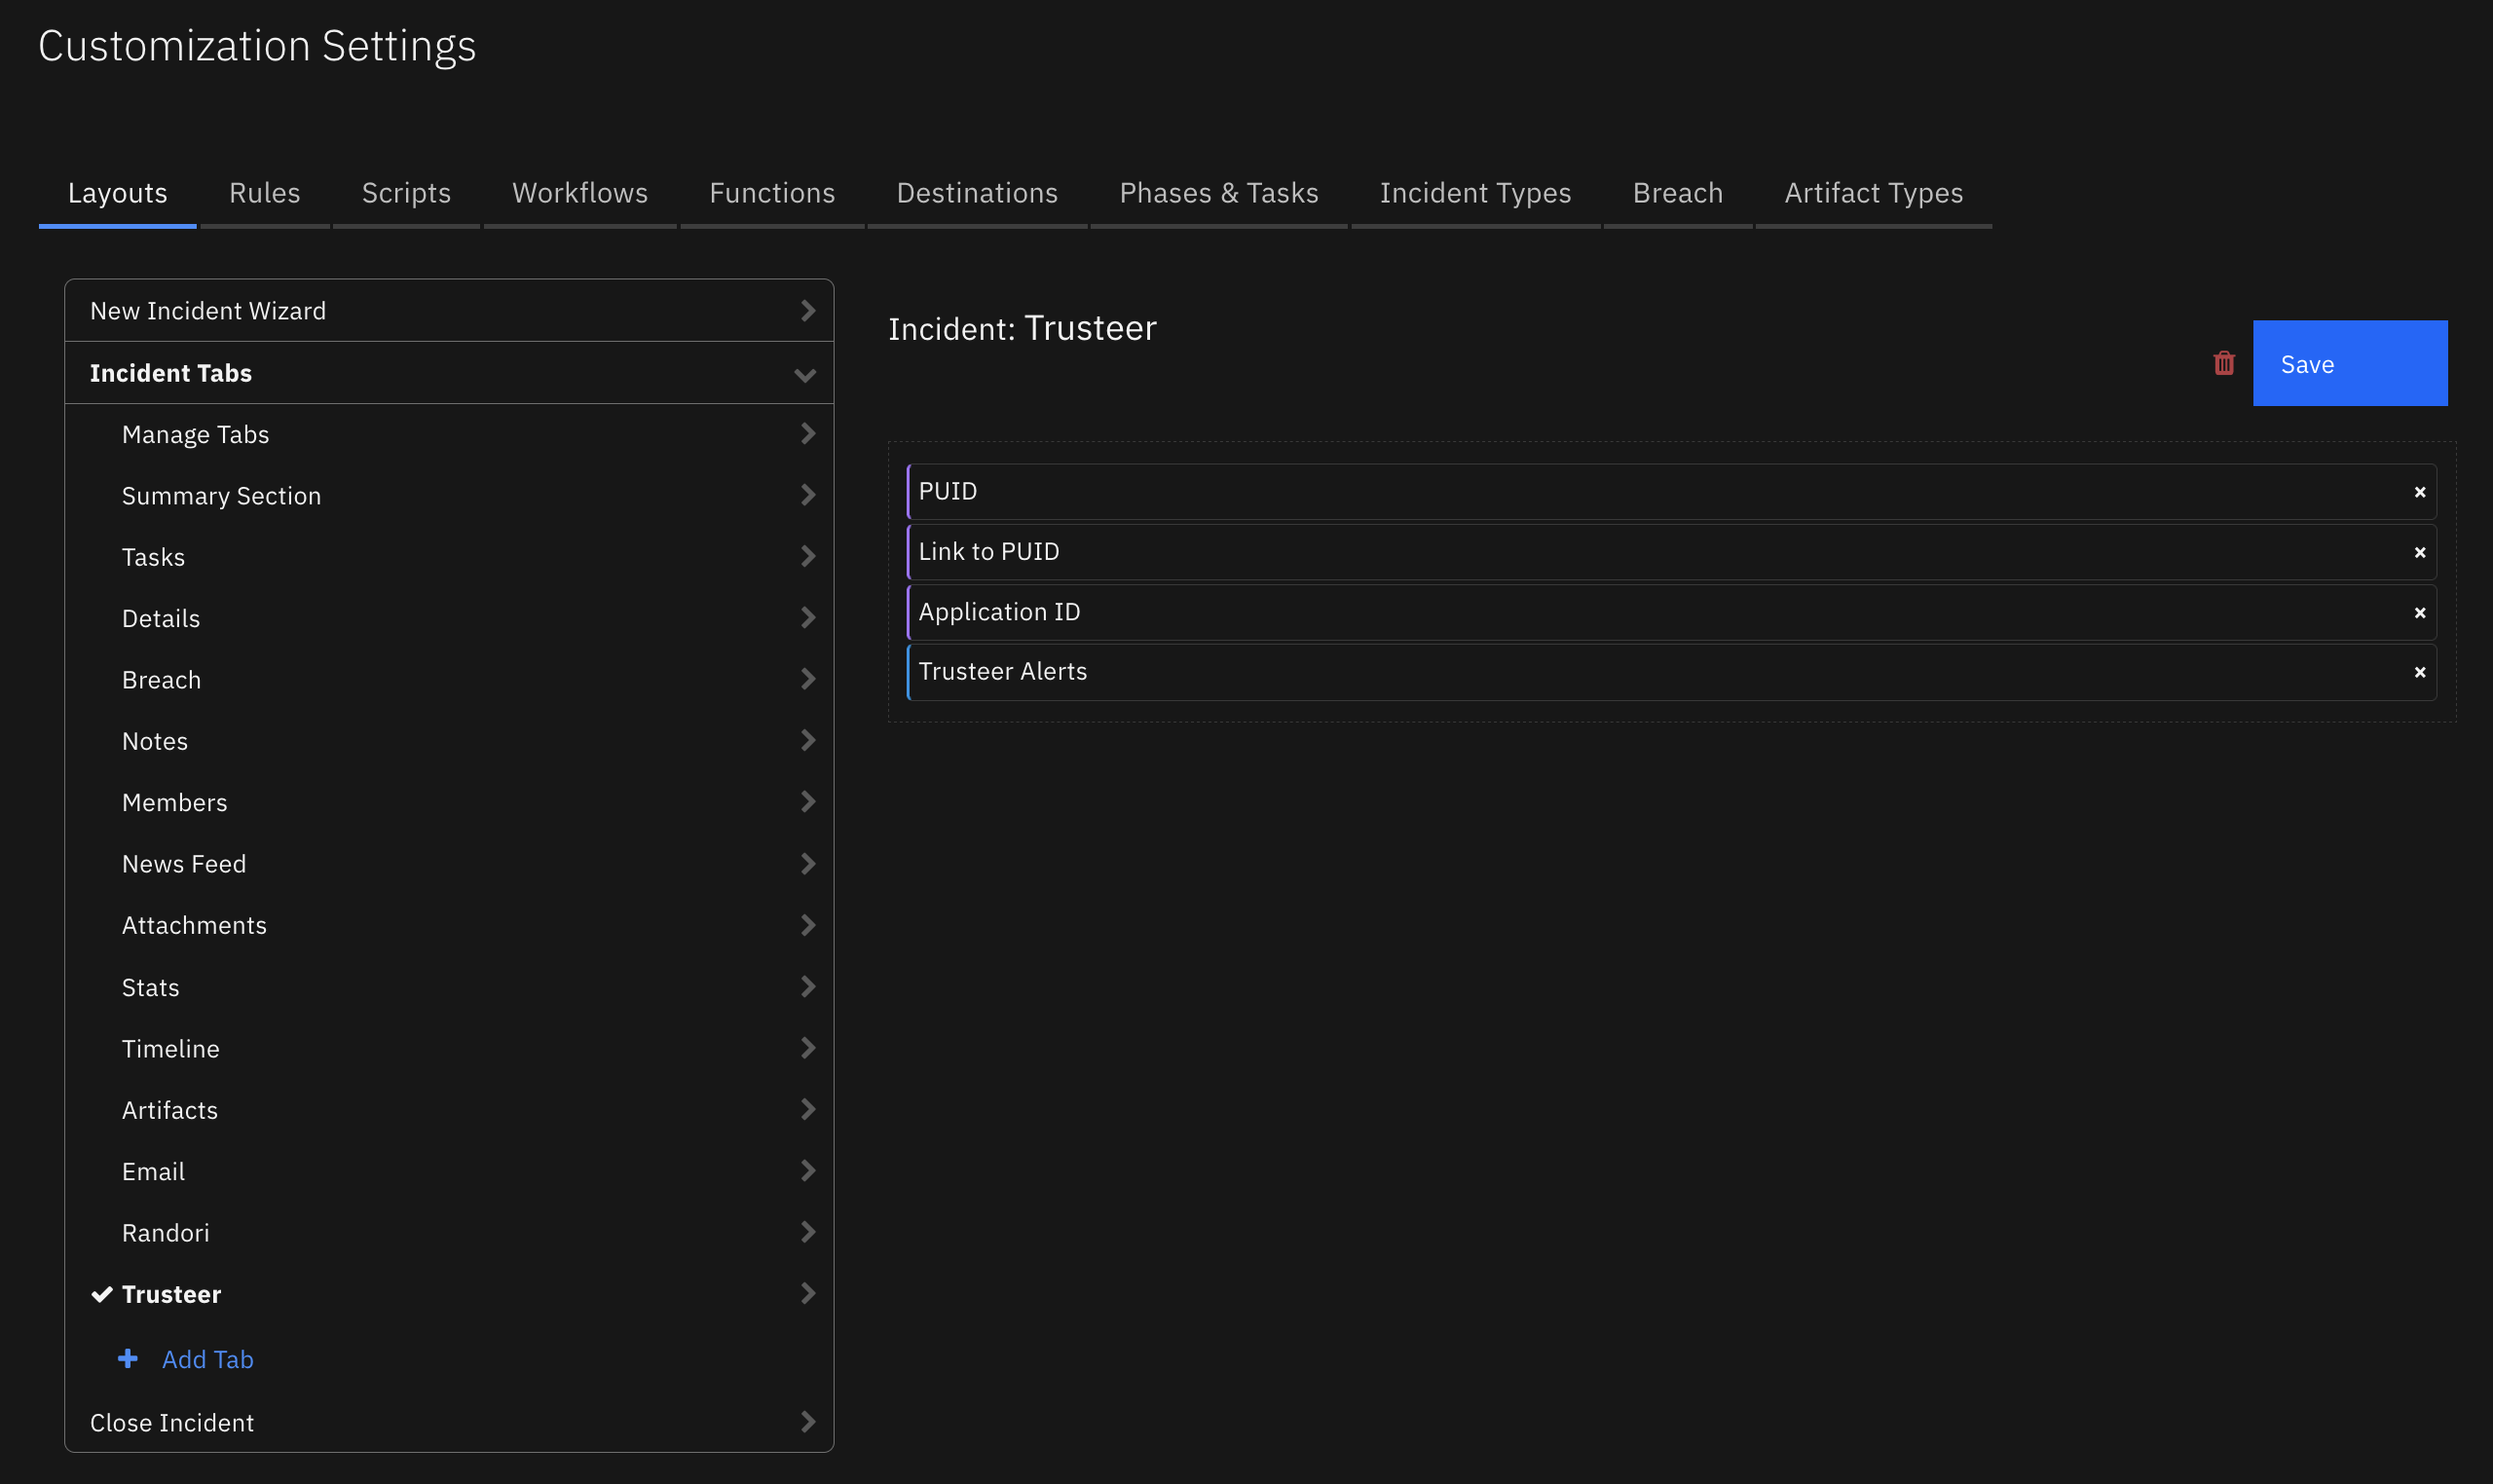 Customization Settings
Layouts Rules Scripts Workflows Functions Destinations Phases & Tasks Incident Types Breach Artifact Types
New Incident Wizard
Incident Tabs
Manage Tabs
Summary Section
Tasks
Details
Breach
Notes
Members
News Feed
Attachments
Stats
Timeline
Artifacts
Email
Randori
Trusteer
Add Tab
Close Incident
Incident: Trusteer
Save
PUID
Link to PUID
Application ID
Trusteer Alerts